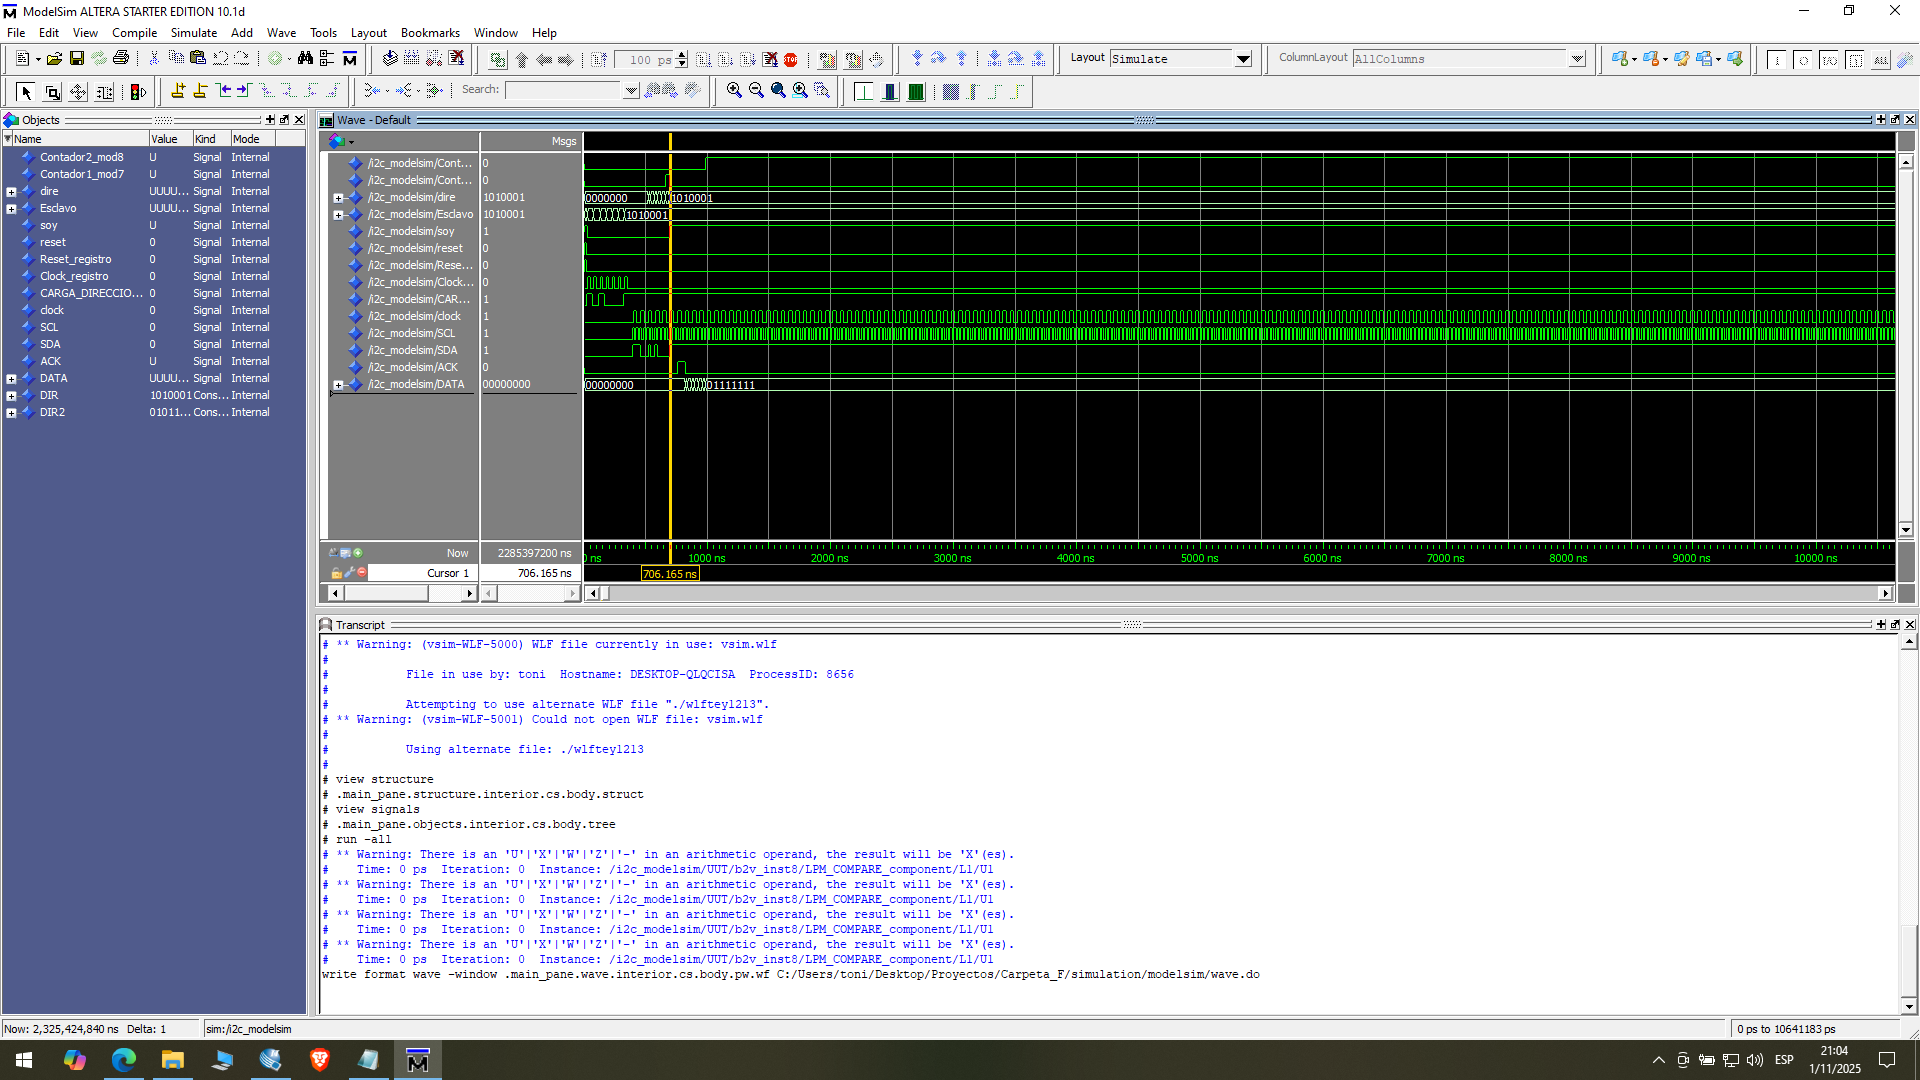 ModelSim ALTERA STARTER EDITION 10.1d
File Edit View Compile Simulate Add Wave Tools Layout Bookmarks Window Help
100 ps
Layout Simulate
ColumnLayout AllColumns
Search:
Objects
Name Value Kind Mode
Contador2_mod8 U Signal Internal
Contador1_mod7 U Signal Internal
dire UUUU... Signal Internal
Esclavo UUUU... Signal Internal
soy U Signal Internal
reset 0 Signal Internal
Reset_registro 0 Signal Internal
Clock_registro 0 Signal Internal
CARGA_DIRECCIO... 0 Signal Internal
clock 0 Signal Internal
SCL 0 Signal Internal
SDA 0 Signal Internal
ACK U Signal Internal
DATA UUUU... Signal Internal
DIR 1010001 Cons... Internal
DIR2 01011... Cons... Internal
Wave - Default
Msgs
/i2c_modelsim/Cont... 0
/i2c_modelsim/Cont... 0
/i2c_modelsim/dire 1010001 0000000 1010001
/i2c_modelsim/Esclavo 1010001 1010001
/i2c_modelsim/soy 1
/i2c_modelsim/reset 0
/i2c_modelsim/Rese... 0
/i2c_modelsim/Clock... 0
/i2c_modelsim/CAR... 1
/i2c_modelsim/clock 1
/i2c_modelsim/SCL 1
/i2c_modelsim/SDA 1
/i2c_modelsim/ACK 0
/i2c_modelsim/DATA 00000000 00000000 01111111
Now 2285397200 ns
ns 1000 ns 2000 ns 3000 ns 4000 ns 5000 ns 6000 ns 7000 ns 8000 ns 9000 ns 10000 ns
Cursor 1 706.165 ns 706.165 ns
Transcript
# ** Warning: (vsim-WLF-5000) WLF file currently in use: vsim.wlf
#
# File in use by: toni Hostname: DESKTOP-QLQCISA ProcessID: 8656
#
# Attempting to use alternate WLF file "./wlftey1213".
# ** Warning: (vsim-WLF-5001) Could not open WLF file: vsim.wlf
#
# Using alternate file: ./wlftey1213
#
# view structure
# .main_pane.structure.interior.cs.body.struct
# view signals
# .main_pane.objects.interior.cs.body.tree
# run -all
# ** Warning: There is an 'U'|'X'|'W'|'Z'|'-' in an arithmetic operand, the result will be 'X'(es).
# Time: 0 ps Iteration: 0 Instance: /i2c_modelsim/UUT/b2v_inst8/LPM_COMPARE_component/L1/U1
# ** Warning: There is an 'U'|'X'|'W'|'Z'|'-' in an arithmetic operand, the result will be 'X'(es).
# Time: 0 ps Iteration: 0 Instance: /i2c_modelsim/UUT/b2v_inst8/LPM_COMPARE_component/L1/U1
# ** Warning: There is an 'U'|'X'|'W'|'Z'|'-' in an arithmetic operand, the result will be 'X'(es).
# Time: 0 ps Iteration: 0 Instance: /i2c_modelsim/UUT/b2v_inst8/LPM_COMPARE_component/L1/U1
# ** Warning: There is an 'U'|'X'|'W'|'Z'|'-' in an arithmetic operand, the result will be 'X'(es).
# Time: 0 ps Iteration: 0 Instance: /i2c_modelsim/UUT/b2v_inst8/LPM_COMPARE_component/L1/U1
write format wave -window .main_pane.wave.interior.cs.body.pw.wf C:/Users/toni/Desktop/Proyectos/Carpeta_F/simulation/modelsim/wave.do
Now: 2,325,424,840 ns Delta: 1 sim:/i2c_modelsim 0 ps to 10641183 ps
ESP
21:04
1/11/2025